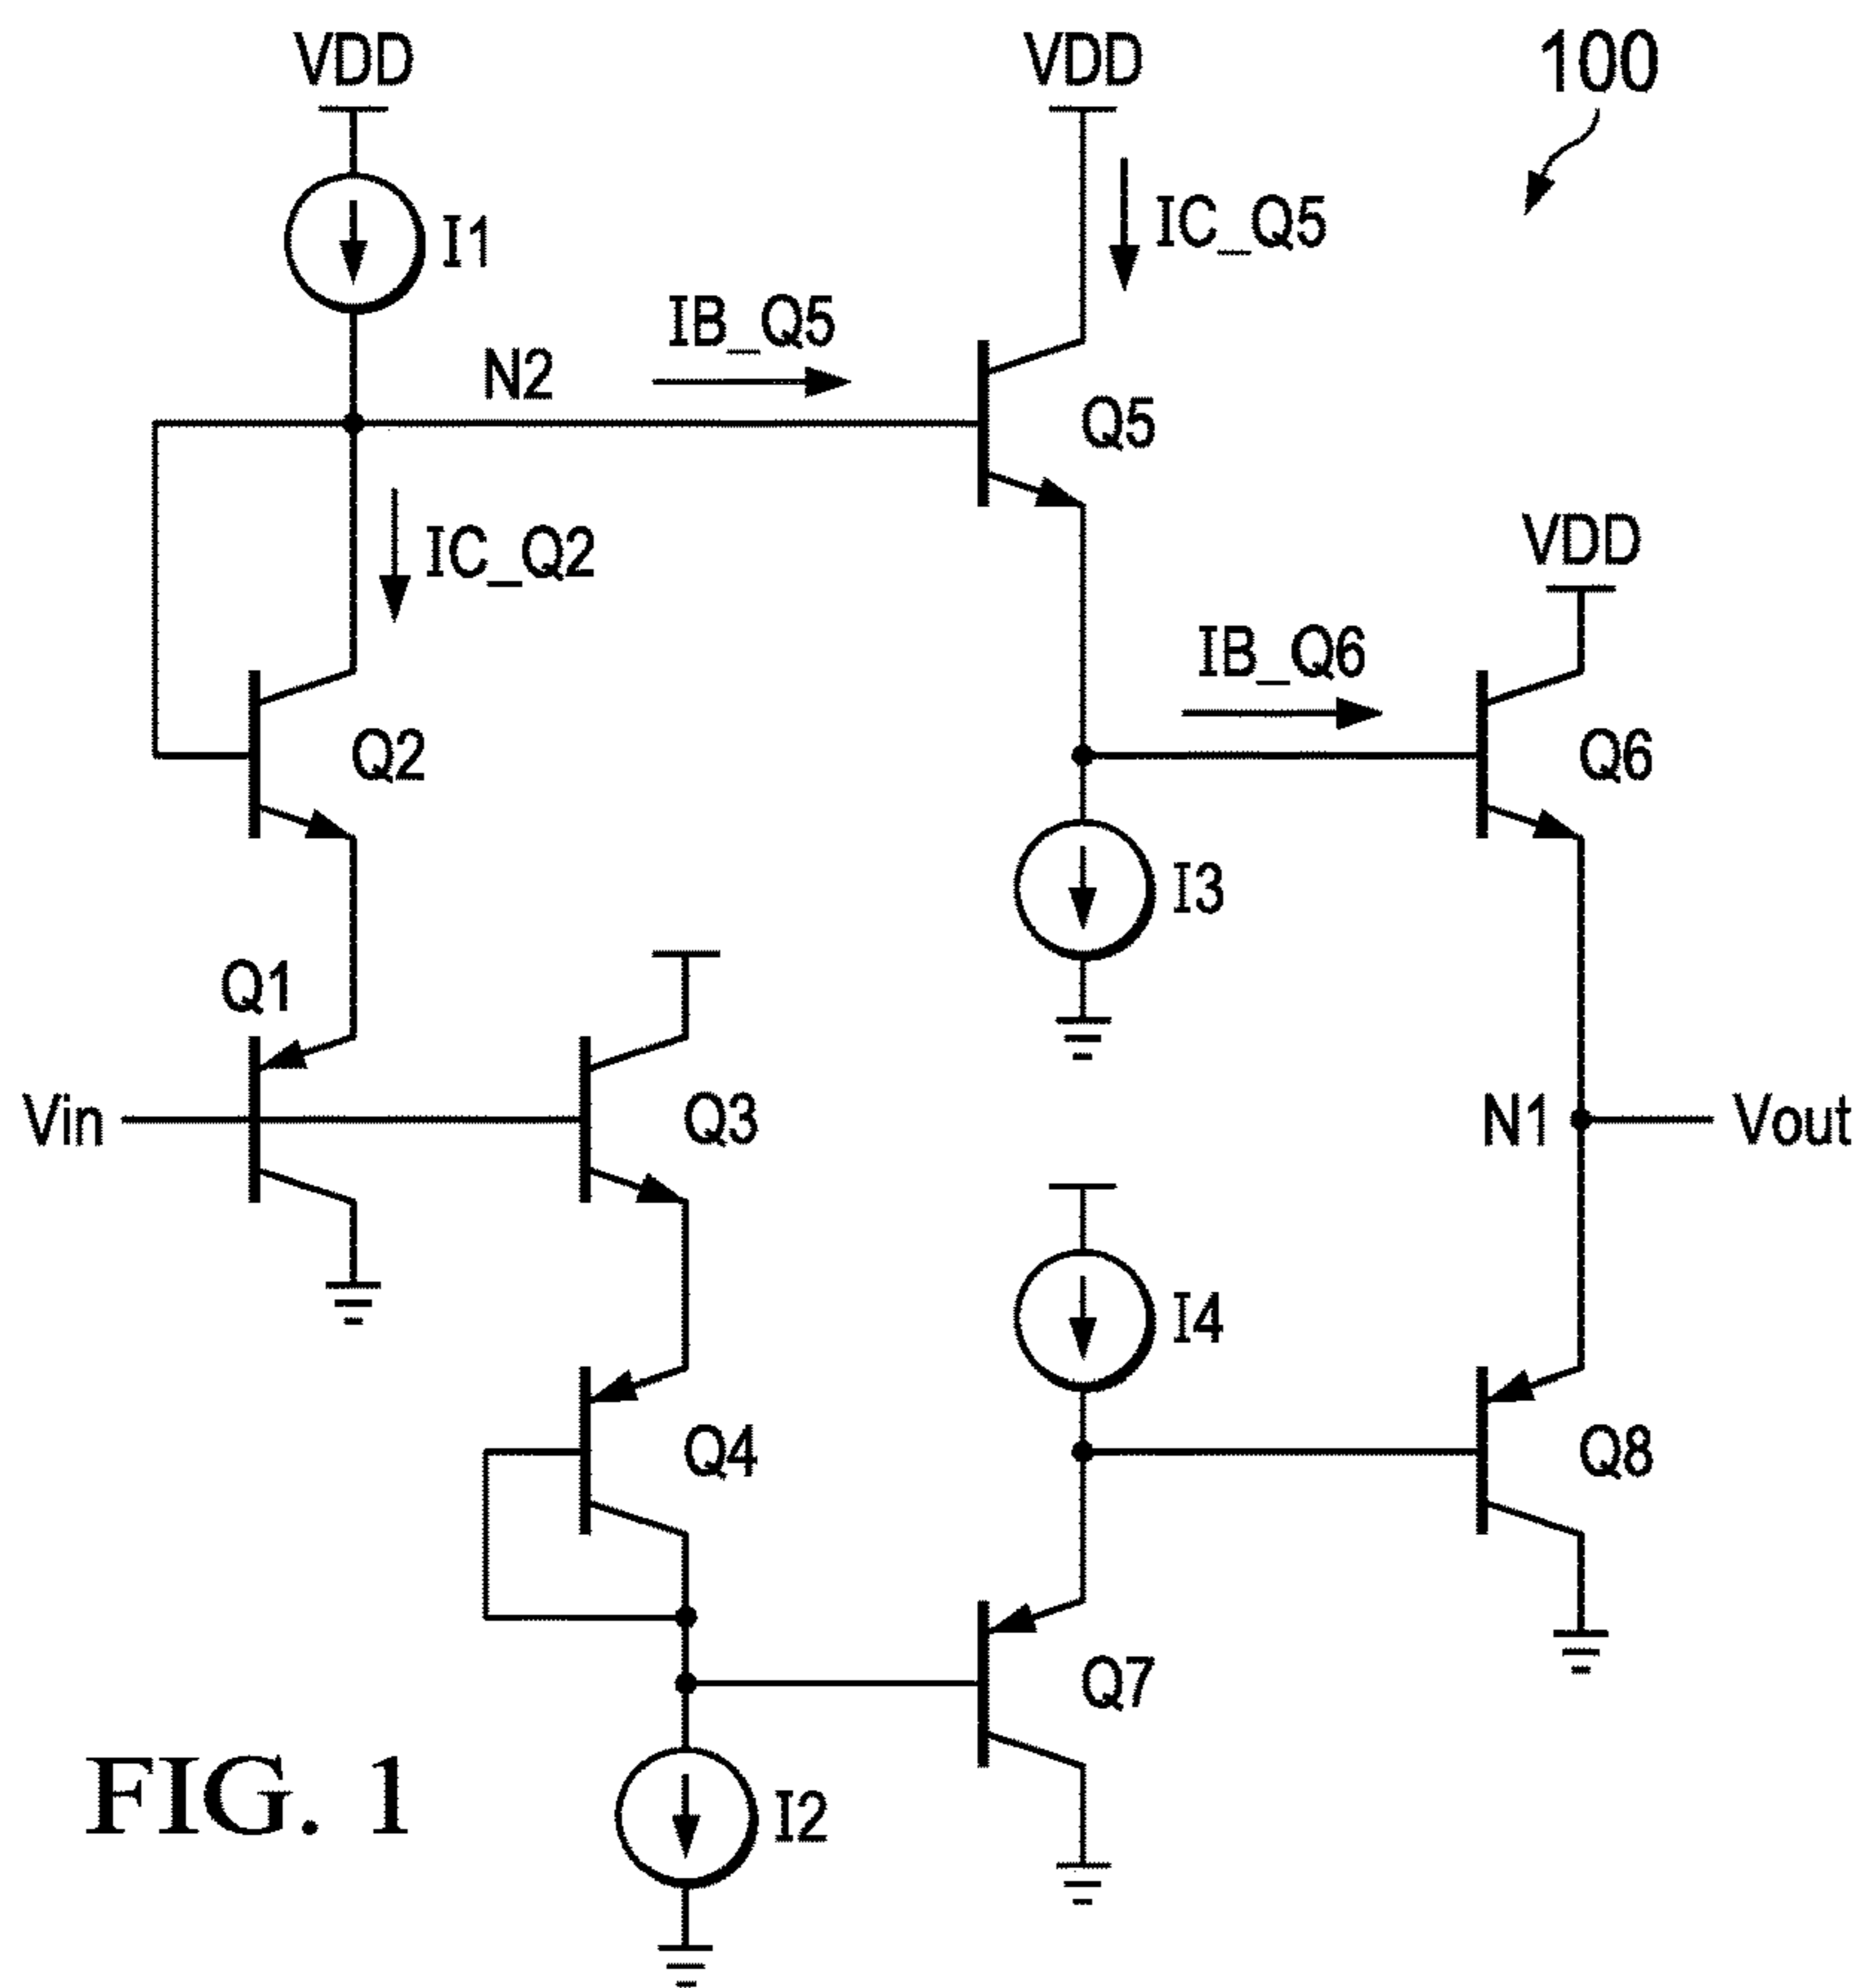 VDD
VDD
100
I1
IC_Q5
IB_Q5
N2
Q5
IC_Q2
VDD
IB_Q6
Q2
Q6
I3
Q1
Vin
Q3
N1
Vout
I4
Q4
Q8
Q7
I2
FIG. 1